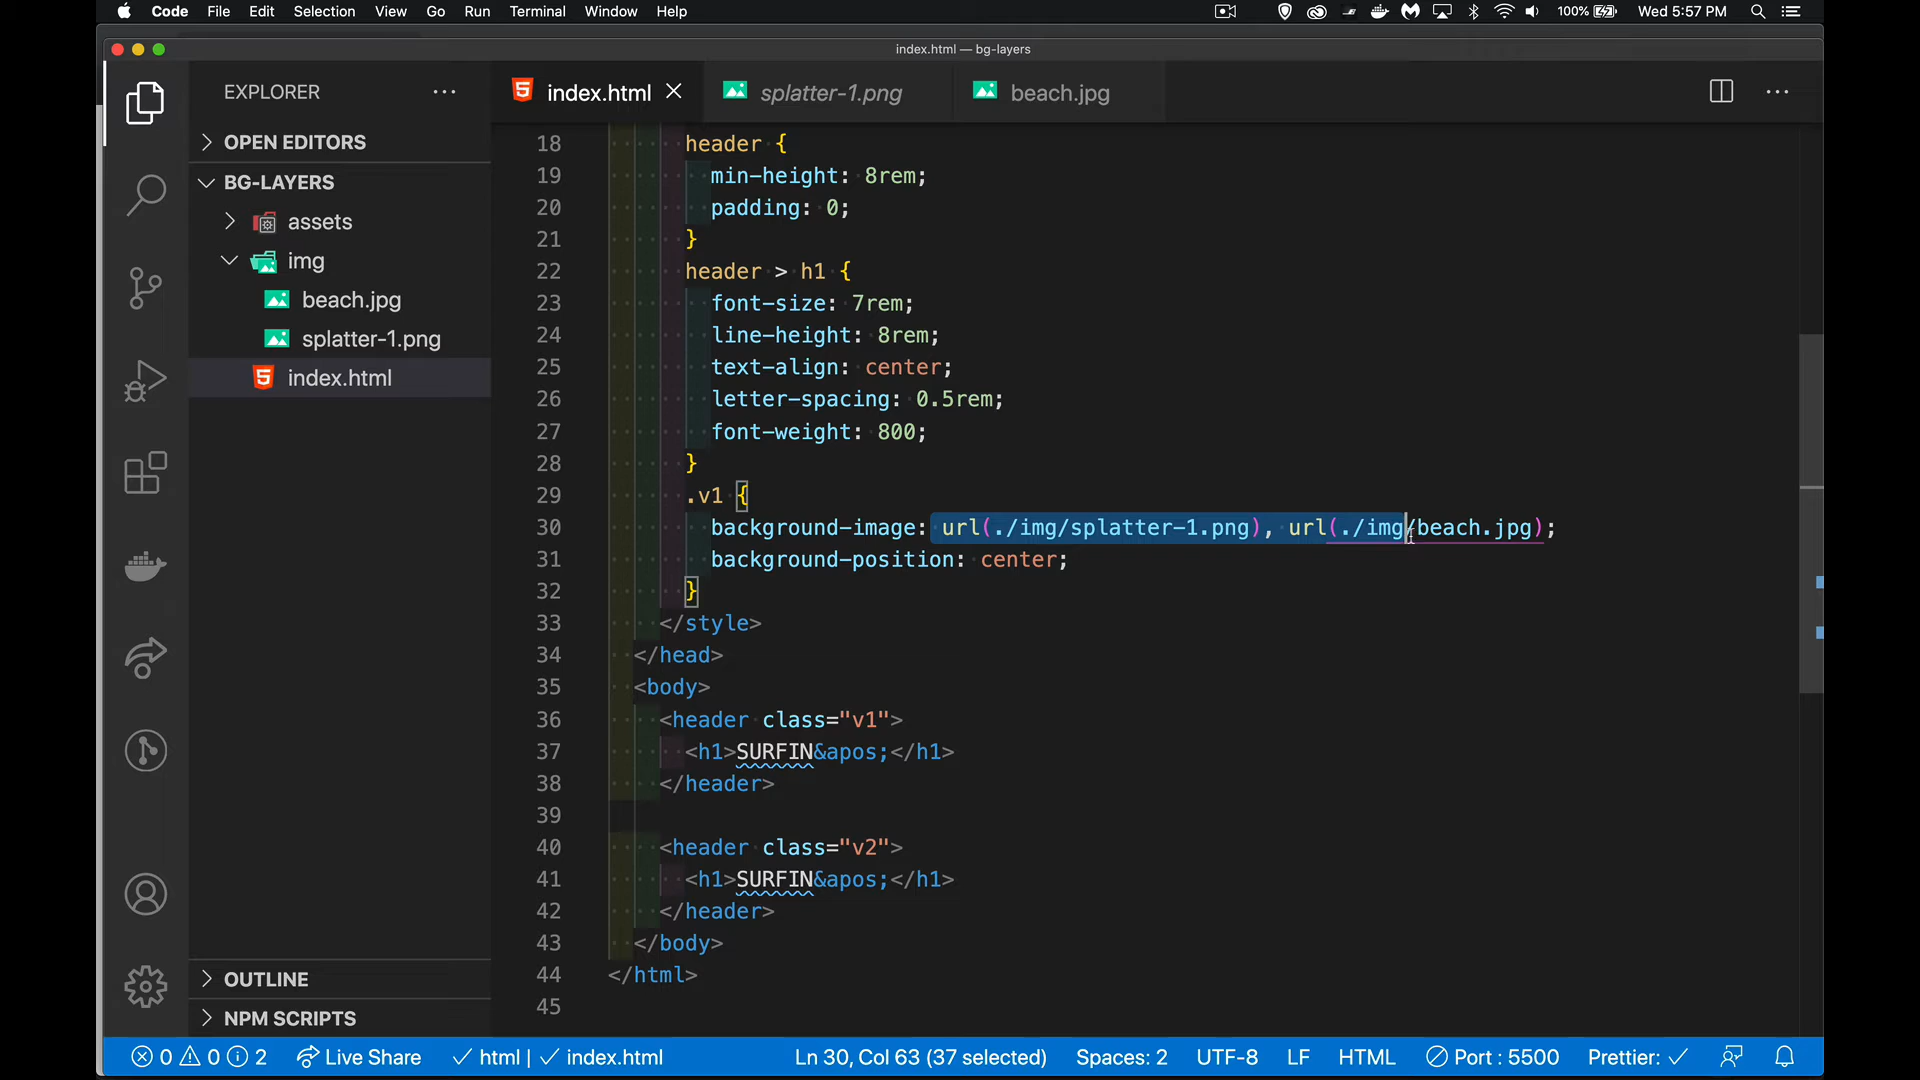 Code File Edit Selection View Go Run Terminal Window Help 100% Wed 5:57 PM
index.html — bg-layers
EXPLORER
index.html
splatter-1.png
beach.jpg
OPEN EDITORS
BG-LAYERS
assets
img
beach.jpg
splatter-1.png
index.html
OUTLINE
NPM SCRIPTS
18 header {
19 min-height: 8rem;
20 padding: 0;
21 }
22 header > h1 {
23 font-size: 7rem;
24 line-height: 8rem;
25 text-align: center;
26 letter-spacing: 0.5rem;
27 font-weight: 800;
28 }
29 .v1 {
30 background-image: url(./img/splatter-1.png), url(./img/beach.jpg);
31 background-position: center;
32 }
33 </style>
34 </head>
35 <body>
36 <header class="v1">
37 <h1>SURFIN&apos;</h1>
38 </header>
39
40 <header class="v2">
41 <h1>SURFIN&apos;</h1>
42 </header>
43 </body>
44 </html>
45
0 0 2 Live Share html | index.html Ln 30, Col 63 (37 selected) Spaces: 2 UTF-8 LF HTML Port : 5500 Prettier: